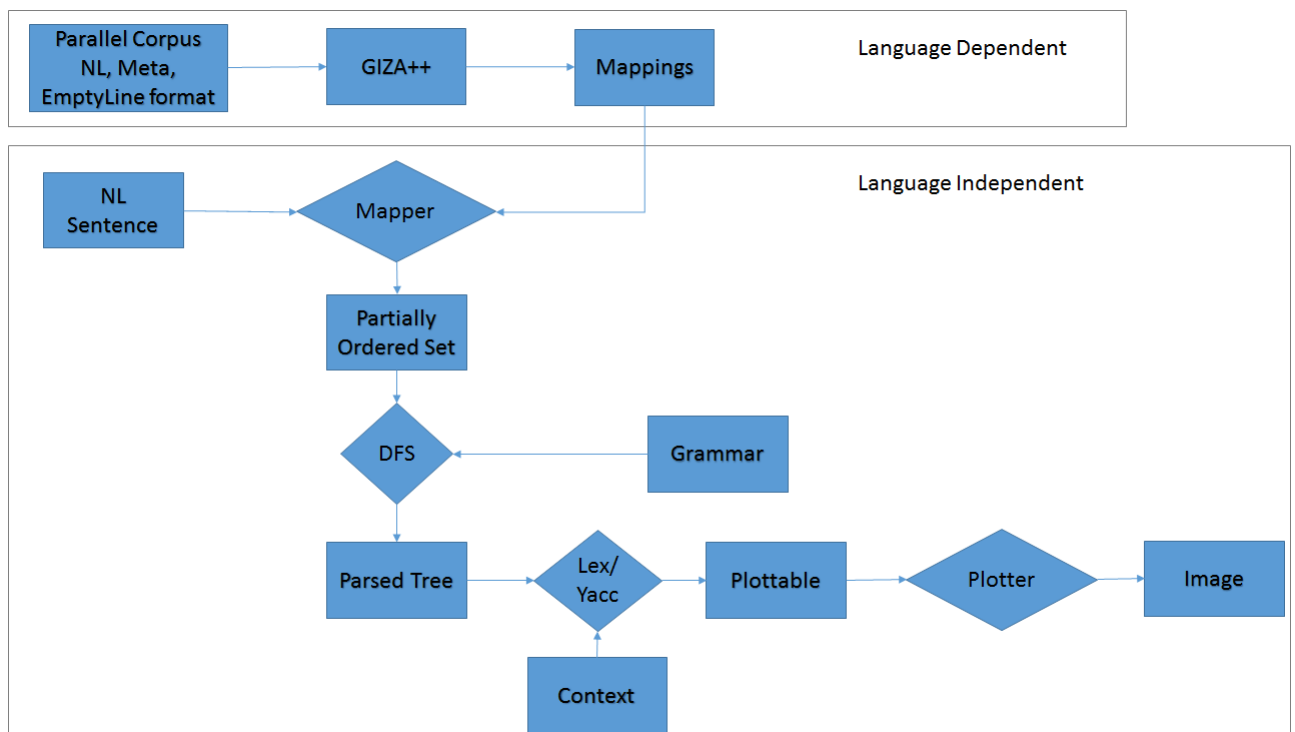 Parallel Corpus
NL, Meta,
EmptyLine format
GIZA++
Mappings
Language Dependent
Language Independent
NL
Sentence
Mapper
Partially
Ordered Set
DFS
Grammar
Parsed Tree
Lex/
Yacc
Plottable
Plotter
Image
Context